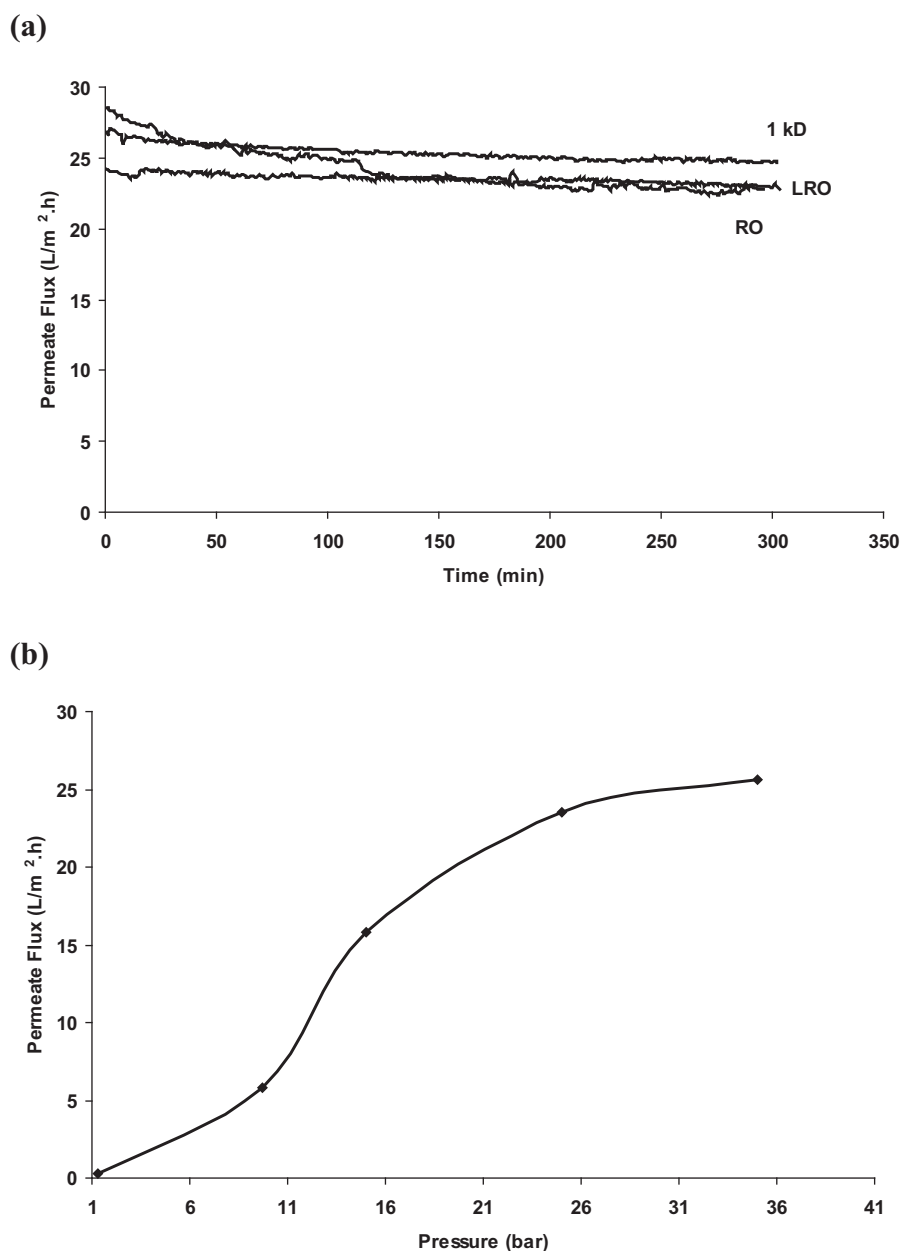 (a)
30
25
20
15
10
5
0
Permeate Flux (L/m².h)
1 kD
LRO
RO
0 50 100 150 200 250 300 350
Time (min)
(b)
30
25
20
15
10
5
0
Permeate Flux (L/m².h)
1 6 11 16 21 26 31 36 41
Pressure (bar)